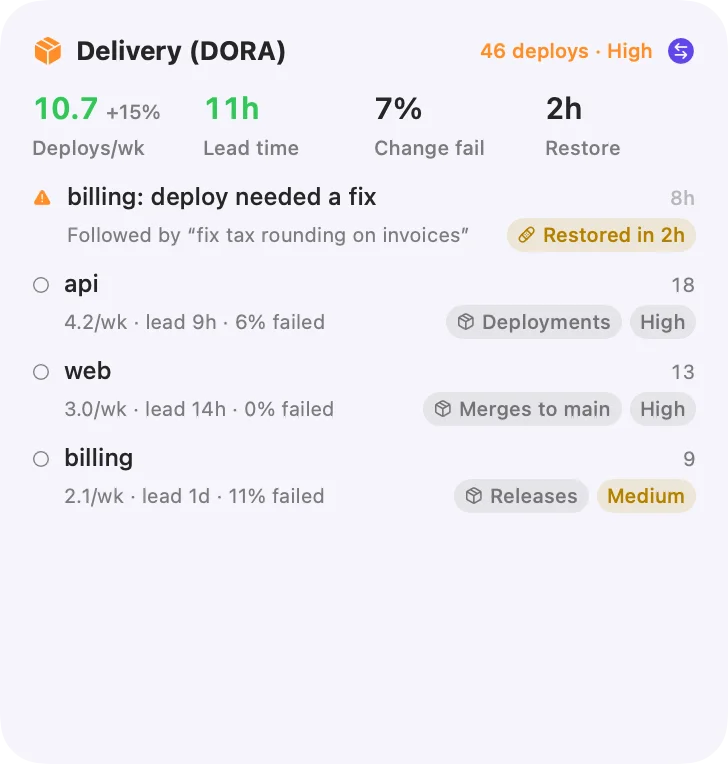 Delivery (DORA) 46 deploys · High
10.7 +15% 11h 7% 2h
Deploys/wk Lead time Change fail Restore
billing: deploy needed a fix 8h
Followed by “fix tax rounding on invoices” Restored in 2h
api 18
4.2/wk · lead 9h · 6% failed Deployments High
web 13
3.0/wk · lead 14h · 0% failed Merges to main High
billing 9
2.1/wk · lead 1d · 11% failed Releases Medium